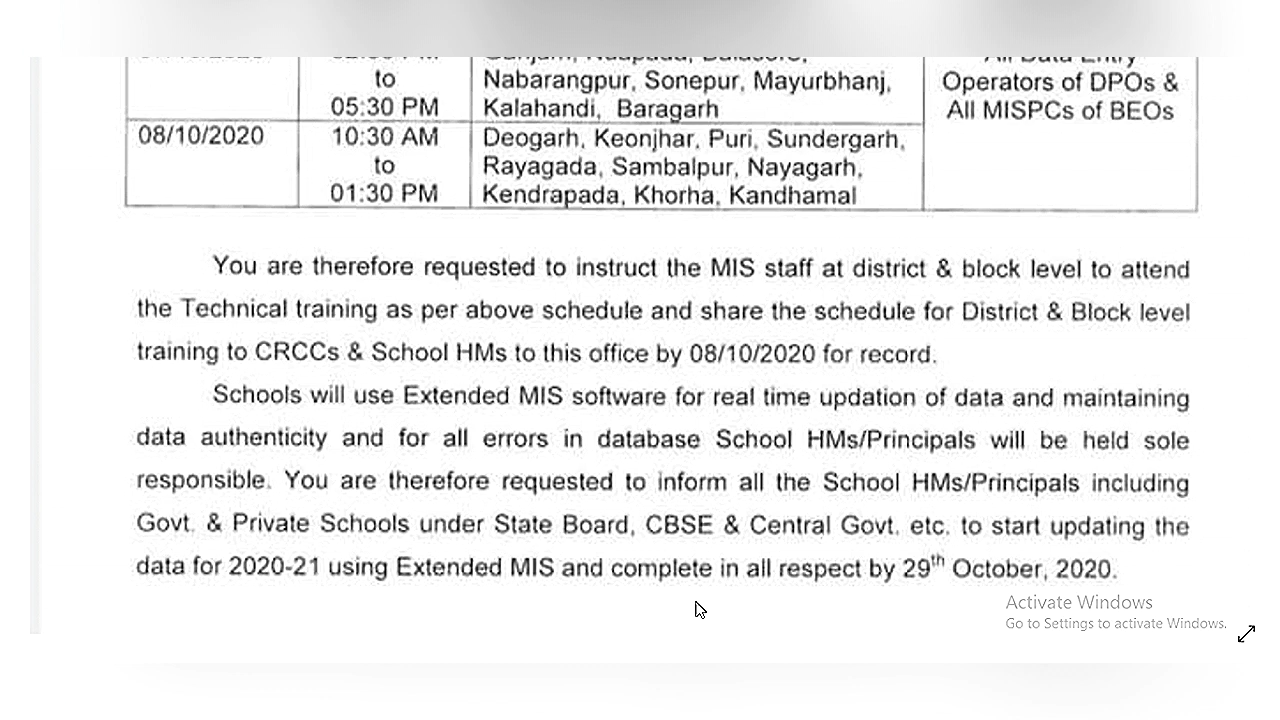 to
05:30 PM
Nabarangpur, Sonepur, Mayurbhanj,
Kalahandi, Baragarh
All Data Entry
Operators of DPOs &
All MISPCs of BEOs
08/10/2020
10:30 AM
to
01:30 PM
Deogarh, Keonjhar, Puri, Sundergarh,
Rayagada, Sambalpur, Nayagarh,
Kendrapada, Khorha, Kandhamal
You are therefore requested to instruct the MIS staff at district & block level to attend
the Technical training as per above schedule and share the schedule for District & Block level
training to CRCCs & School HMs to this office by 08/10/2020 for record.
Schools will use Extended MIS software for real time updation of data and maintaining
data authenticity and for all errors in database School HMs/Principals will be held sole
responsible. You are therefore requested to inform all the School HMs/Principals including
Govt. & Private Schools under State Board, CBSE & Central Govt. etc. to start updating the
data for 2020-21 using Extended MIS and complete in all respect by 29th October, 2020.
Activate Windows
Go to Settings to activate Windows.